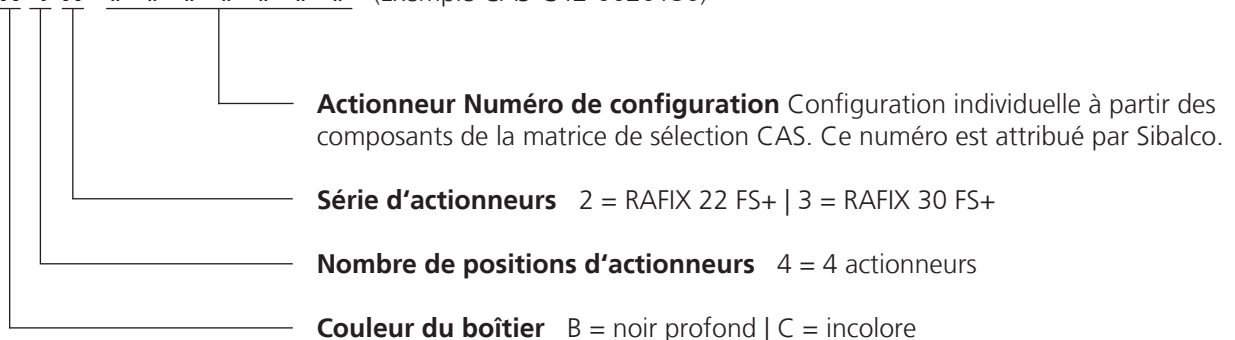 Actionneur Numéro de configuration Configuration individuelle à partir des
composants de la matrice de sélection CAS. Ce numéro est attribué par Sibalco.
Série d‘actionneurs 2 = RAFIX 22 FS+ | 3 = RAFIX 30 FS+
Nombre de positions d‘actionneurs 4 = 4 actionneurs
Couleur du boîtier B = noir profond | C = incolore